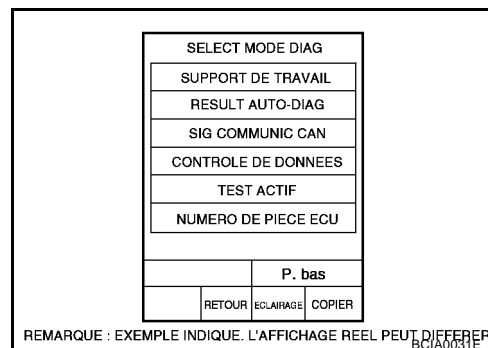 SELECT MODE DIAG
SUPPORT DE TRAVAIL
RESULT AUTO-DIAG
SIG COMMUNIC CAN
CONTROLE DE DONNEES
TEST ACTIF
NUMERO DE PIECE ECU
P. bas
RETOUR ECLAIRAGE COPIER
REMARQUE : EXEMPLE INDIQUE. L'AFFICHAGE REEL PEUT DIFFERER
BCIA0031E